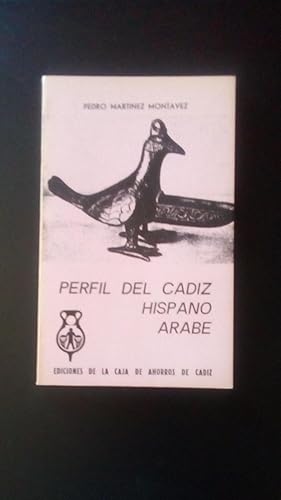 PEDRO MARTINEZ MONTAVEZ
PERFIL DEL CADIZ
HISPANO
ARABE
EDICIONES DE LA CAJA DE AHORROS DE CADIZ